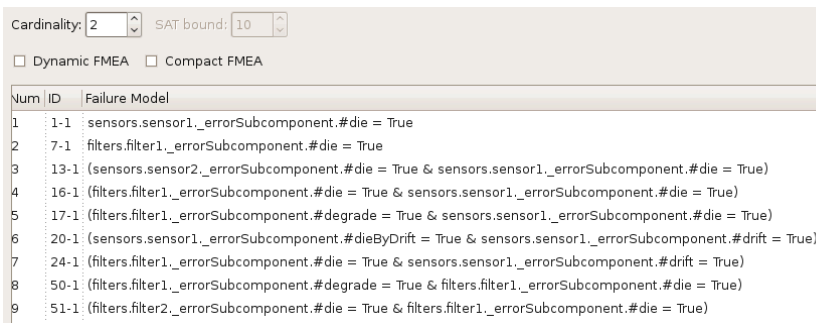 Cardinality: 2 SAT bound: 10
Dynamic FMEA Compact FMEA
Num ID Failure Model
1 1-1 sensors.sensor1._errorSubcomponent.#die = True
2 7-1 filters.filter1._errorSubcomponent.#die = True
3 13-1 (sensors.sensor2._errorSubcomponent.#die = True & sensors.sensor1._errorSubcomponent.#die = True)
4 16-1 (filters.filter1._errorSubcomponent.#die = True & sensors.sensor1._errorSubcomponent.#die = True)
5 17-1 (filters.filter1._errorSubcomponent.#degrade = True & sensors.sensor1._errorSubcomponent.#die = True)
6 20-1 (sensors.sensor1._errorSubcomponent.#dieByDrift = True & sensors.sensor1._errorSubcomponent.#drift = True)
7 24-1 (filters.filter1._errorSubcomponent.#die = True & sensors.sensor1._errorSubcomponent.#drift = True)
8 50-1 (filters.filter1._errorSubcomponent.#degrade = True & filters.filter1._errorSubcomponent.#die = True)
9 51-1 (filters.filter2._errorSubcomponent.#die = True & filters.filter1._errorSubcomponent.#die = True)